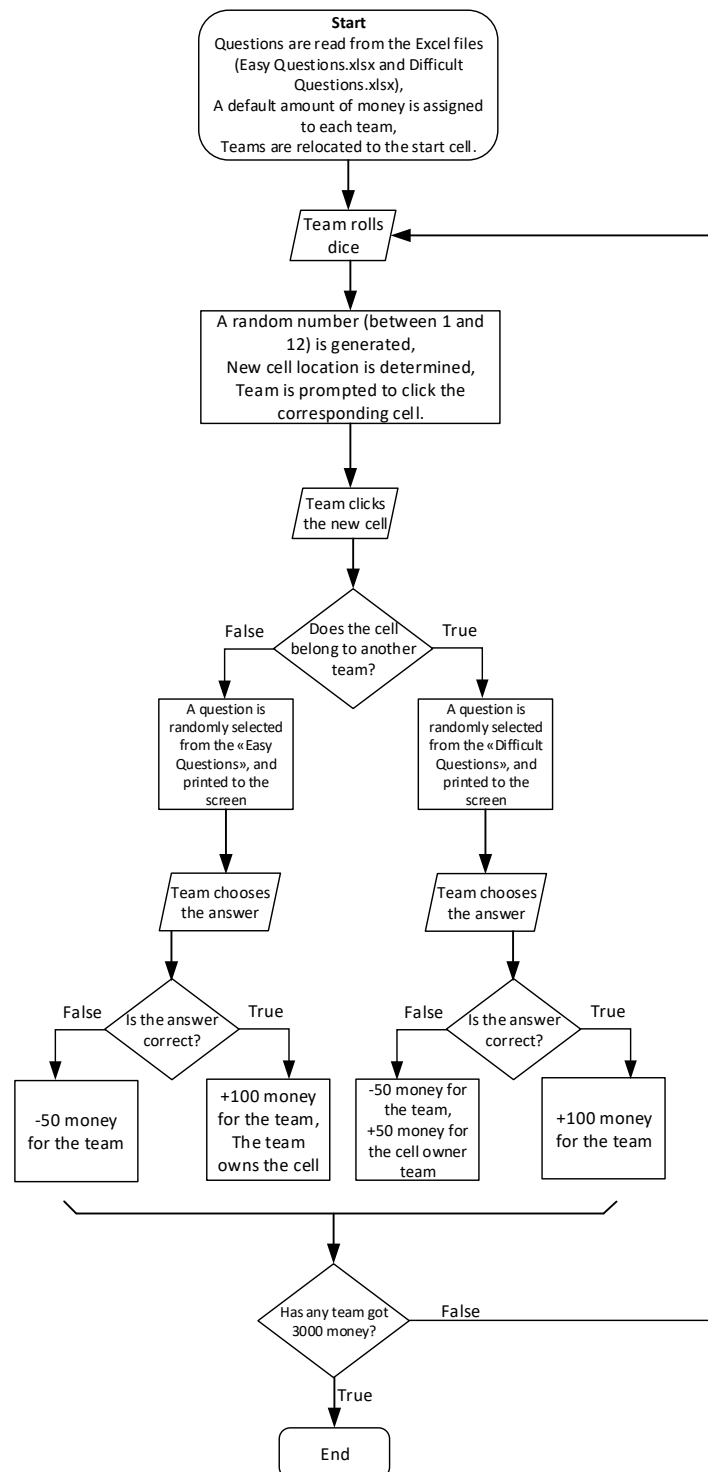 Start
Questions are read from the Excel files
(Easy Questions.xlsx and Difficult
Questions.xlsx),
A default amount of money is assigned
to each team,
Teams are relocated to the start cell.
Team rolls
dice
A random number (between 1 and
12) is generated,
New cell location is determined,
Team is prompted to click the
corresponding cell.
Team clicks
the new cell
False
Does the cell
belong to another
team?
True
A question is
randomly selected
from the «Easy
Questions», and
printed to the
screen
A question is
randomly selected
from the «Difficult
Questions», and
printed to the
screen
Team chooses
the answer
Team chooses
the answer
False
Is the answer
correct?
True
False
Is the answer
correct?
True
-50 money
for the team
+100 money
for the team,
The team
owns the cell
-50 money for
the team,
+50 money for
the cell owner
team
+100 money
for the team
Has any team got
3000 money?
False
True
End